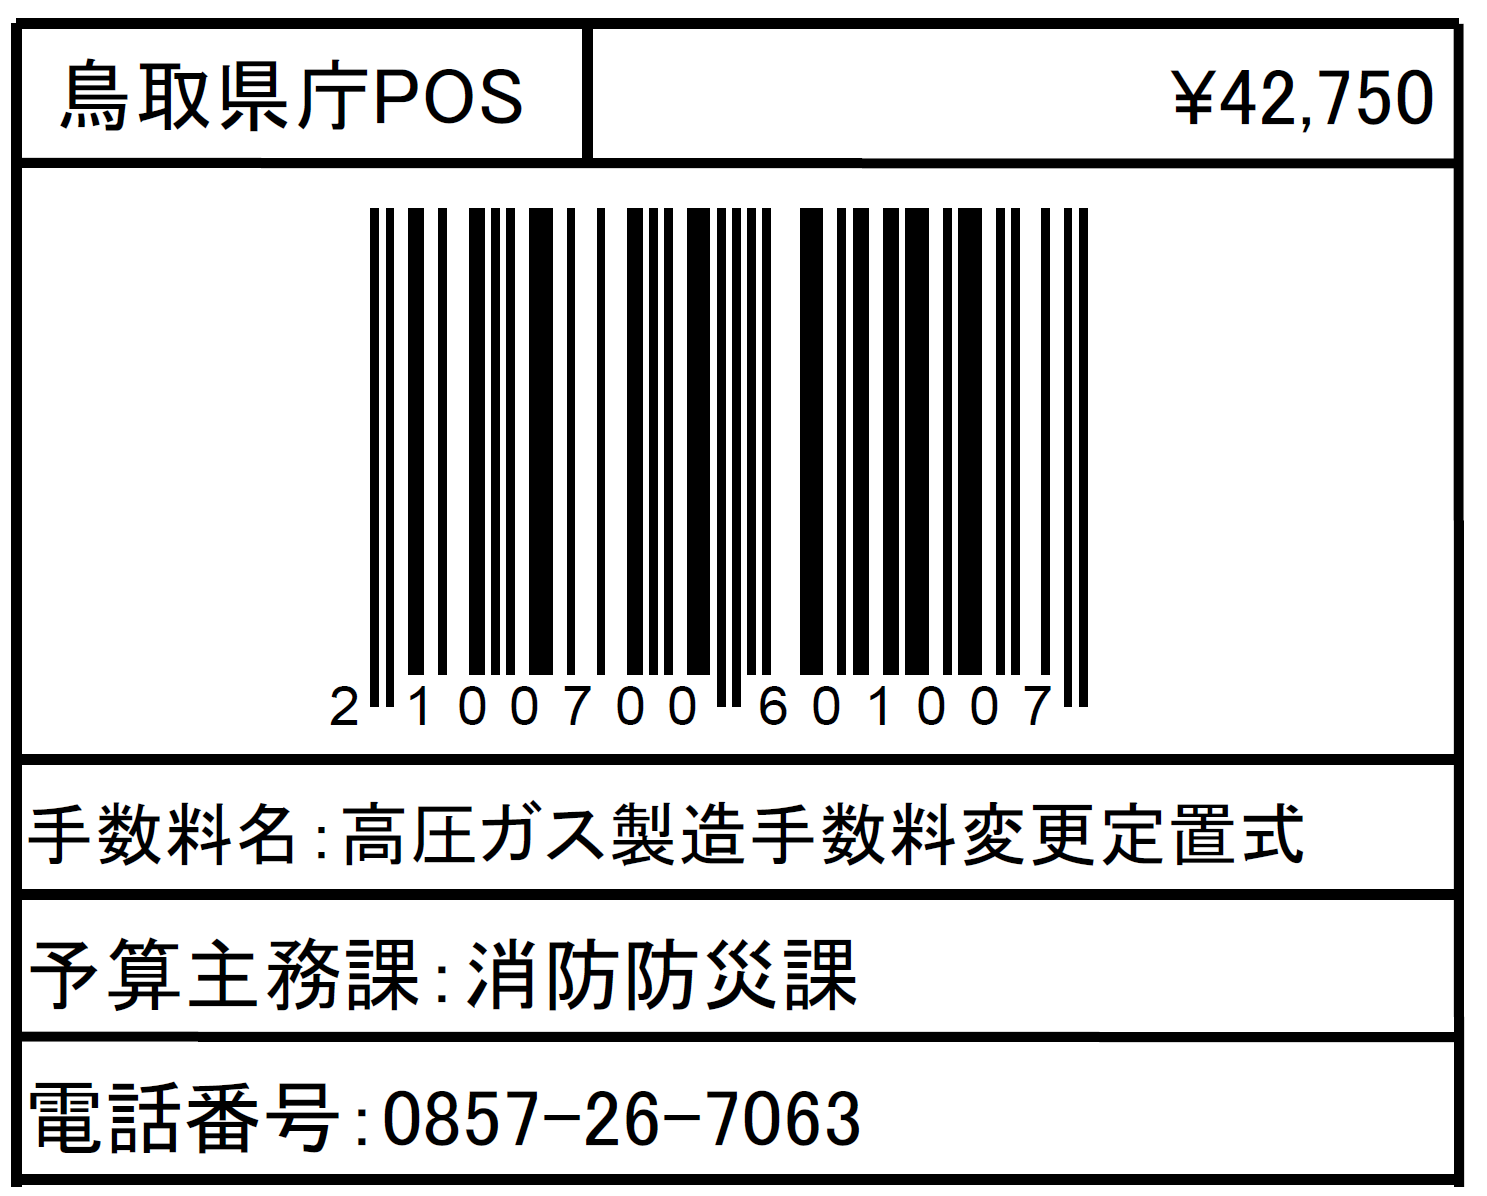 鳥取県庁POS ¥42,750
2 100700 601007
手数料名:高圧ガス製造手数料変更定置式
予算主務課:消防防災課
電話番号:0857-26-7063